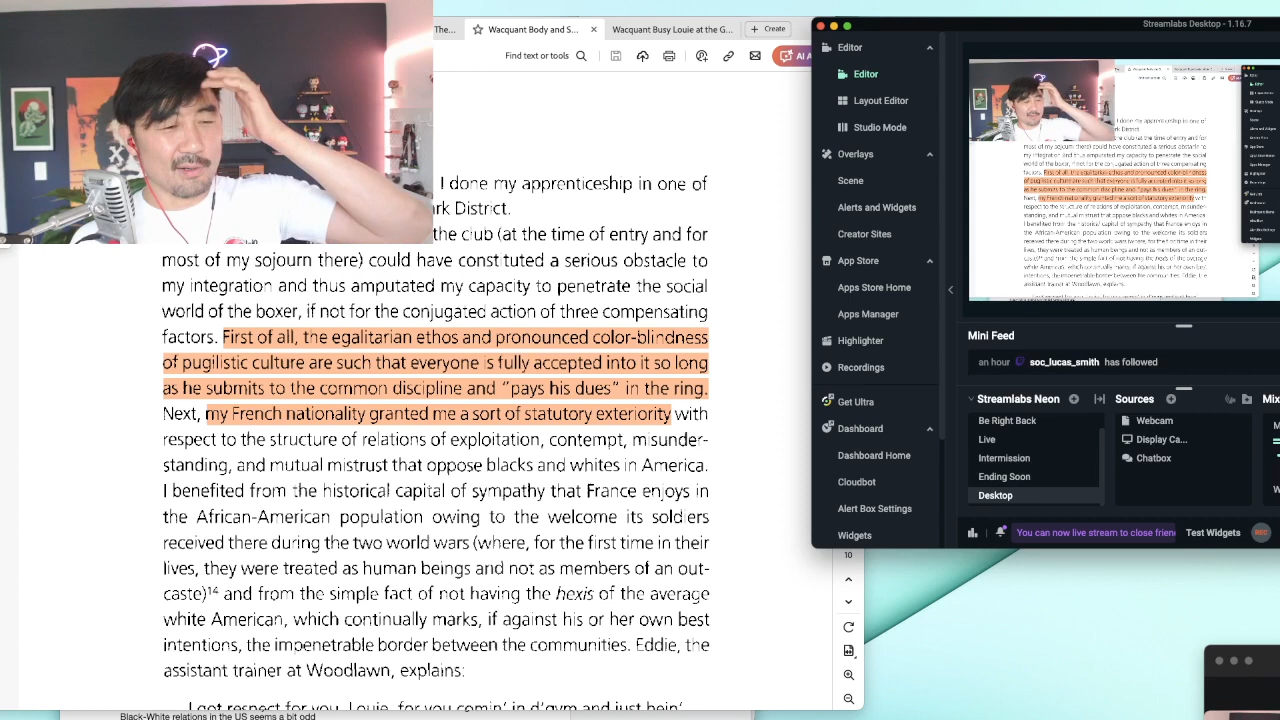 The...
Wacquant Body and S...
Wacquant Busy Louie at the G...
Create
Find text or tools
I done my apprenticeship in one of
rk District.
the club (at the time of entry and for
most of my sojourn there) could have constituted a serious obstacle to
my integration and thus amputated my capacity to penetrate the social
world of the boxer, if not for the conjugated action of three compensating
factors. First of all, the egalitarian ethos and pronounced color-blindness
of pugilistic culture are such that everyone is fully accepted into it so long
as he submits to the common discipline and “pays his dues” in the ring.
Next, my French nationality granted me a sort of statutory exteriority with
respect to the structure of relations of exploitation, contempt, misunder-
standing, and mutual mistrust that oppose blacks and whites in America.
I benefited from the historical capital of sympathy that France enjoys in
the African-American population owing to the welcome its soldiers
received there during the two world wars (where, for the first time in their
lives, they were treated as human beings and not as members of an out-
caste)14 and from the simple fact of not having the hexis of the average
white American, which continually marks, if against his or her own best
intentions, the impenetrable border between the communities. Eddie, the
assistant trainer at Woodlawn, explains:
I got respect for you, Louie, for you comin’ in d’gym and just bein’
Black-White relations in the US seems a bit odd
10
Streamlabs Desktop - 1.16.7
Editor
Editor
Layout Editor
Studio Mode
Overlays
Scene
Alerts and Widgets
Creator Sites
App Store
Apps Store Home
Apps Manager
Highlighter
Recordings
Get Ultra
Dashboard
Dashboard Home
Cloudbot
Alert Box Settings
Widgets
Mini Feed
an hour soc_lucas_smith has followed
Streamlabs Neon
Be Right Back
Live
Intermission
Ending Soon
Desktop
Sources
Webcam
Display Ca...
Chatbox
You can now live stream to close frien
Test Widgets
REC